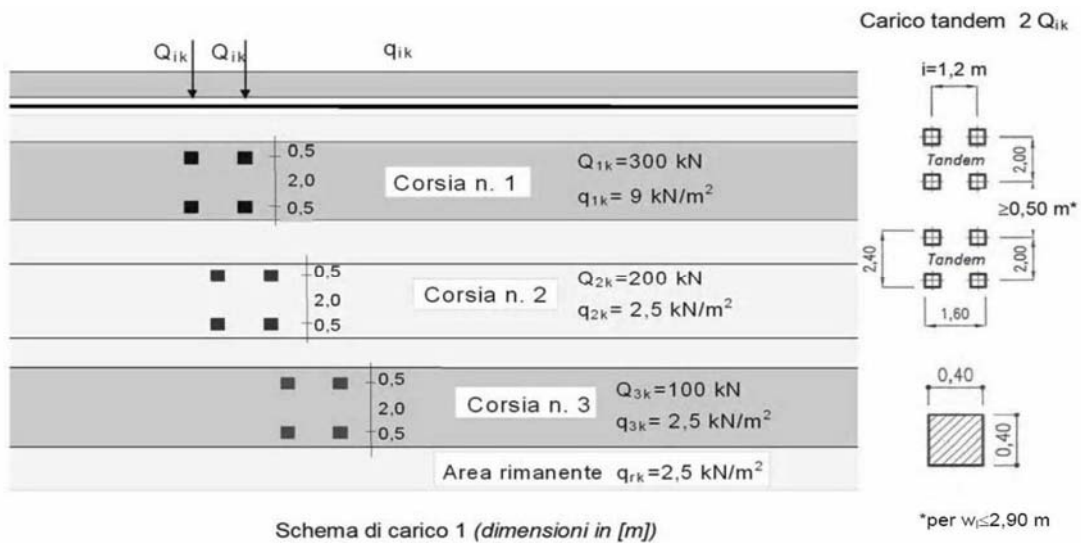 Carico tandem 2 Qik
Qik Qik qik
i=1,2 m
0,5
2,0
0,5
Corsia n. 1
Q1k=300 kN
q1k= 9 kN/m²
Tandem
2,00
≥0,50 m*
0,5
2,0
0,5
Corsia n. 2
Q2k=200 kN
q2k= 2,5 kN/m²
2,40
Tandem
2,00
1,60
0,5
2,0
0,5
Corsia n. 3
Q3k=100 kN
q3k= 2,5 kN/m²
0,40
0,40
Area rimanente qrk=2,5 kN/m²
Schema di carico 1 (dimensioni in [m])
*per wl≤2,90 m